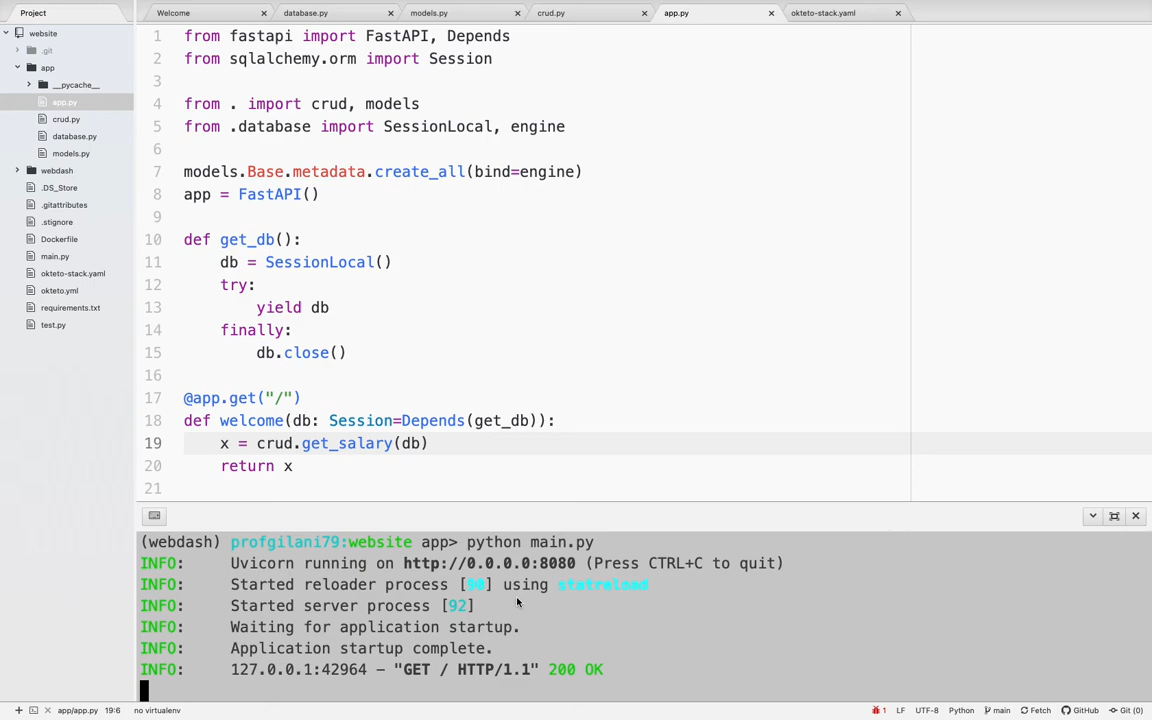 Project
Welcome
database.py
models.py
crud.py
app.py
okteto-stack.yaml
website
.git
app
__pycache__
app.py
crud.py
database.py
models.py
webdash
.DS_Store
.gitattributes
.stignore
Dockerfile
main.py
okteto-stack.yaml
okteto.yml
requirements.txt
test.py
1 from fastapi import FastAPI, Depends
2 from sqlalchemy.orm import Session
3
4 from . import crud, models
5 from .database import SessionLocal, engine
6
7 models.Base.metadata.create_all(bind=engine)
8 app = FastAPI()
9
10 def get_db():
11     db = SessionLocal()
12     try:
13         yield db
14     finally:
15         db.close()
16
17 @app.get("/")
18 def welcome(db: Session=Depends(get_db)):
19     x = crud.get_salary(db)
20     return x
21
(webdash) profgilani79:website app> python main.py
INFO: Uvicorn running on http://0.0.0.0:8080 (Press CTRL+C to quit)
INFO: Started reloader process [90] using statreload
INFO: Started server process [92]
INFO: Waiting for application startup.
INFO: Application startup complete.
INFO: 127.0.0.1:42964 – "GET / HTTP/1.1" 200 OK
app/app.py 19:6 no virtualenv 1 LF UTF-8 Python main Fetch GitHub Git (0)